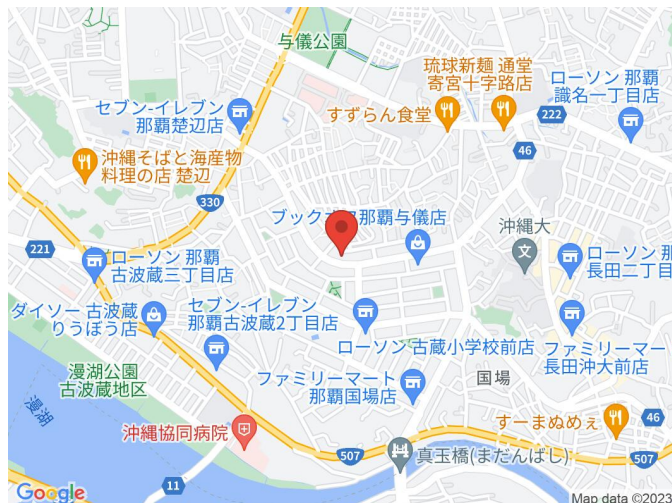 与儀公園
琉球新麺 通堂
寄宮十字路店
ローソン 那覇
識名一丁目店
セブン-イレブン
那覇楚辺店
すずらん食堂
222
46
沖縄そばと海産物
料理の店 楚辺
330
ブックオフ那覇与儀店
沖縄大
文
221
ローソン 那覇
古波蔵三丁目店
ローソン 那
長田二丁目
ダイソー 古波蔵
りうぼう店
セブン-イレブン
那覇古波蔵2丁目店
ローソン 古蔵小学校前店
ファミリーマー
長田沖大前店
漫湖公園
古波蔵地区
ファミリーマート
那覇国場店
国場
漫湖
沖縄協同病院
すーまぬめぇ
46
507
真玉橋(まだんばし)
507
11
Google
Map data ©2023